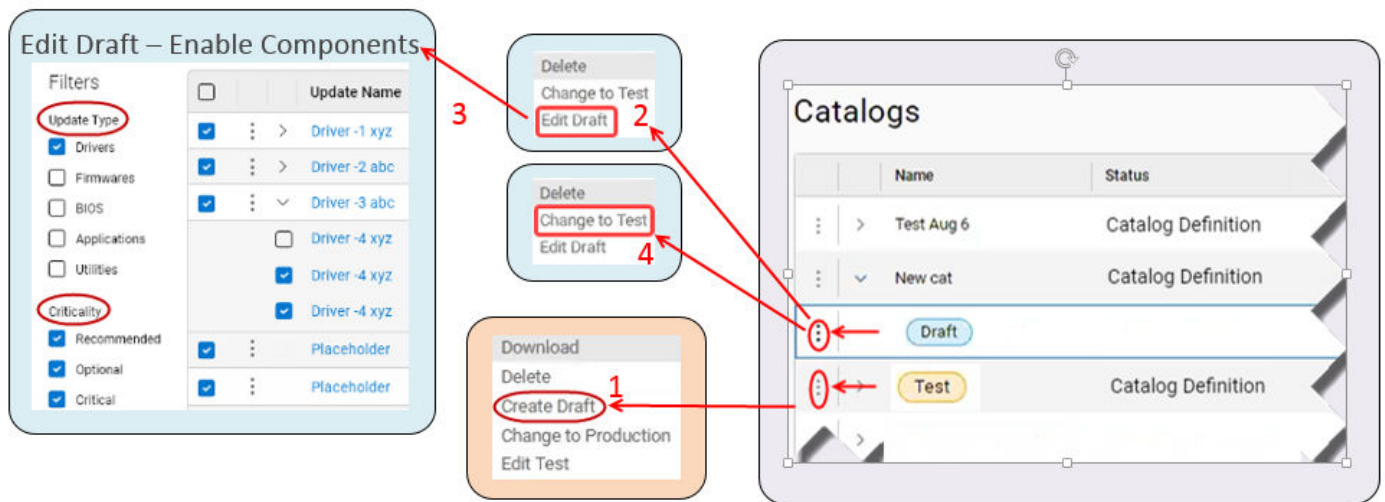 Edit Draft – Enable Components
Filters
Update Type
Drivers
Firmwares
BIOS
Applications
Utilities
Criticality
Recommended
Optional
Critical
Update Name
Driver -1 xyz
Driver -2 abc
Driver -3 abc
Driver -4 xyz
Driver -4 xyz
Driver -4 xyz
Placeholder
Placeholder
3
Delete
Change to Test
Edit Draft
2
Delete
Change to Test
Edit Draft
4
Download
Delete
Create Draft
1
Change to Production
Edit Test
Catalogs
Name Status
Test Aug 6 Catalog Definition
New cat Catalog Definition
Draft
Test Catalog Definition